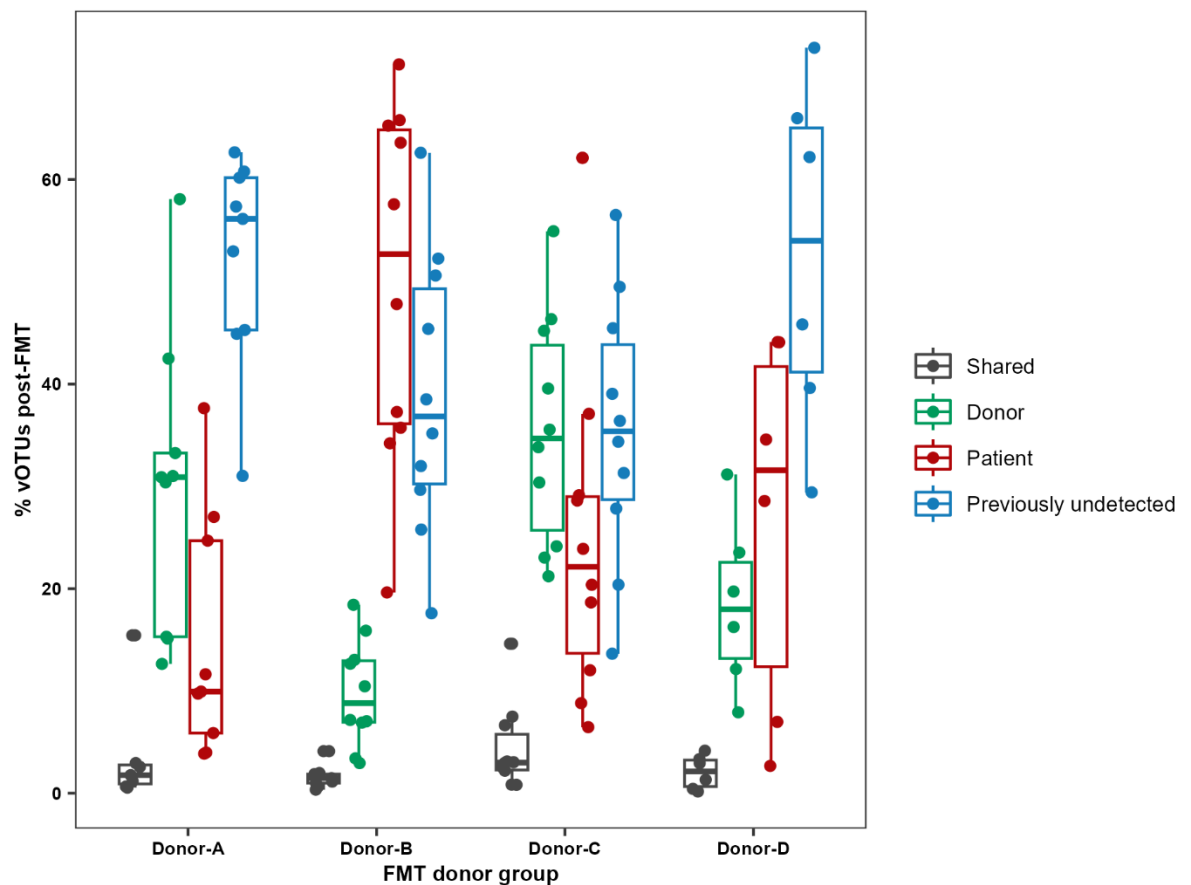 % vOTUs post-FMT
60
40
20
0
Donor-A
Donor-B
Donor-C
Donor-D
FMT donor group
Shared
Donor
Patient
Previously undetected